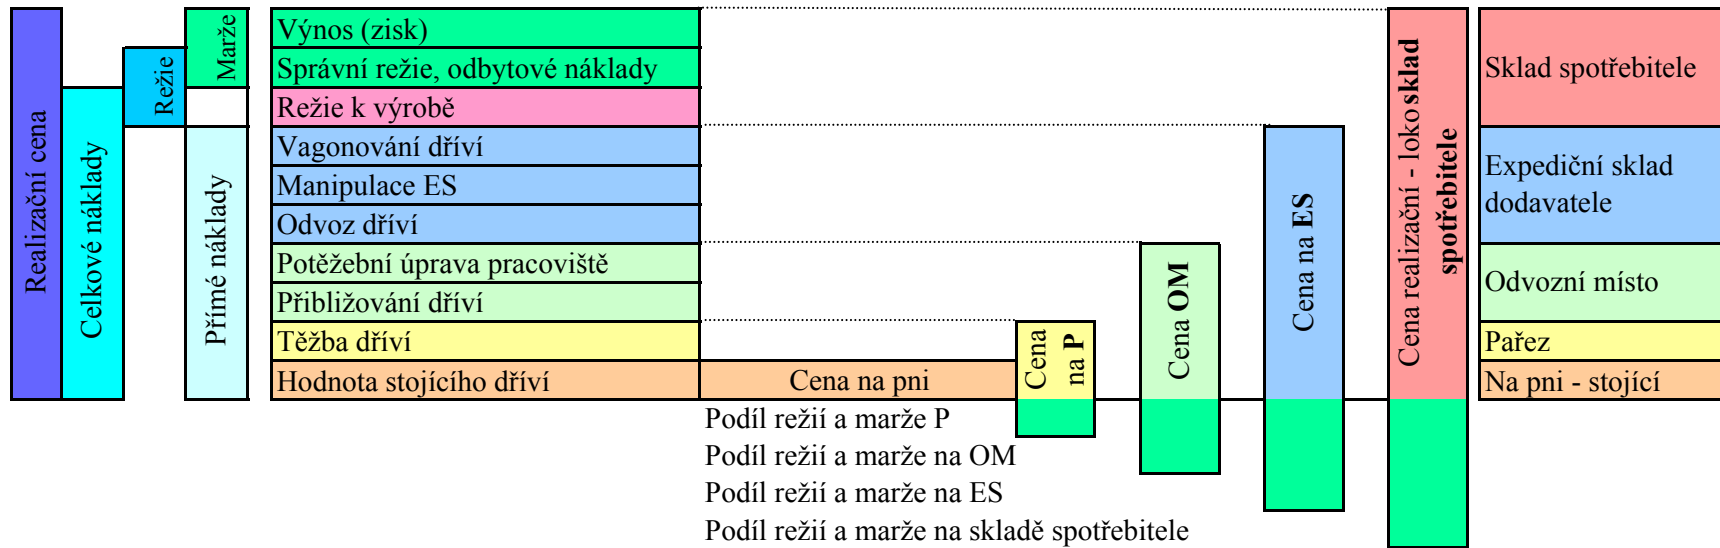 Realizační cena
Celkové náklady
Režie
Marže
Přímé náklady
Výnos (zisk)
Správní režie, odbytové náklady
Režie k výrobě
Vagonování dříví
Manipulace ES
Odvoz dříví
Potěžební úprava pracoviště
Přibližování dříví
Těžba dříví
Hodnota stojícího dříví
Cena na pni
Cena
na P
Cena OM
Cena na ES
Cena realizační - loko sklad
spotřebitele
Sklad spotřebitele
Expediční sklad
dodavatele
Odvozní místo
Pařez
Na pni - stojící
Podíl režií a marže P
Podíl režií a marže na OM
Podíl režií a marže na ES
Podíl režií a marže na skladě spotřebitele